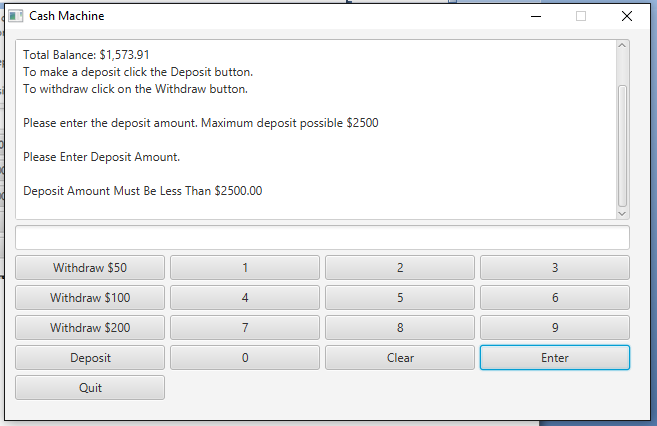 Cash Machine
Total Balance: $1,573.91
To make a deposit click the Deposit button.
To withdraw click on the Withdraw button.
Please enter the deposit amount. Maximum deposit possible $2500
Please Enter Deposit Amount.
Deposit Amount Must Be Less Than $2500.00
Withdraw $50 1 2 3
Withdraw $100 4 5 6
Withdraw $200 7 8 9
Deposit 0 Clear Enter
Quit